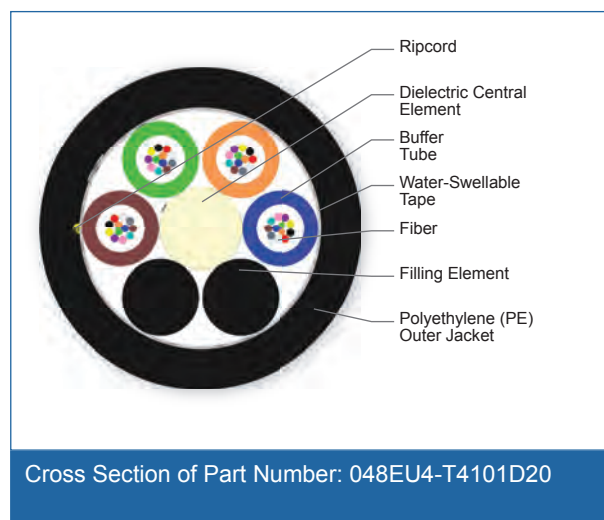 Ripcord
Dielectric Central
Element
Buffer
Tube
Water-Swellable
Tape
Fiber
Filling Element
Polyethylene (PE)
Outer Jacket
Cross Section of Part Number: 048EU4-T4101D20